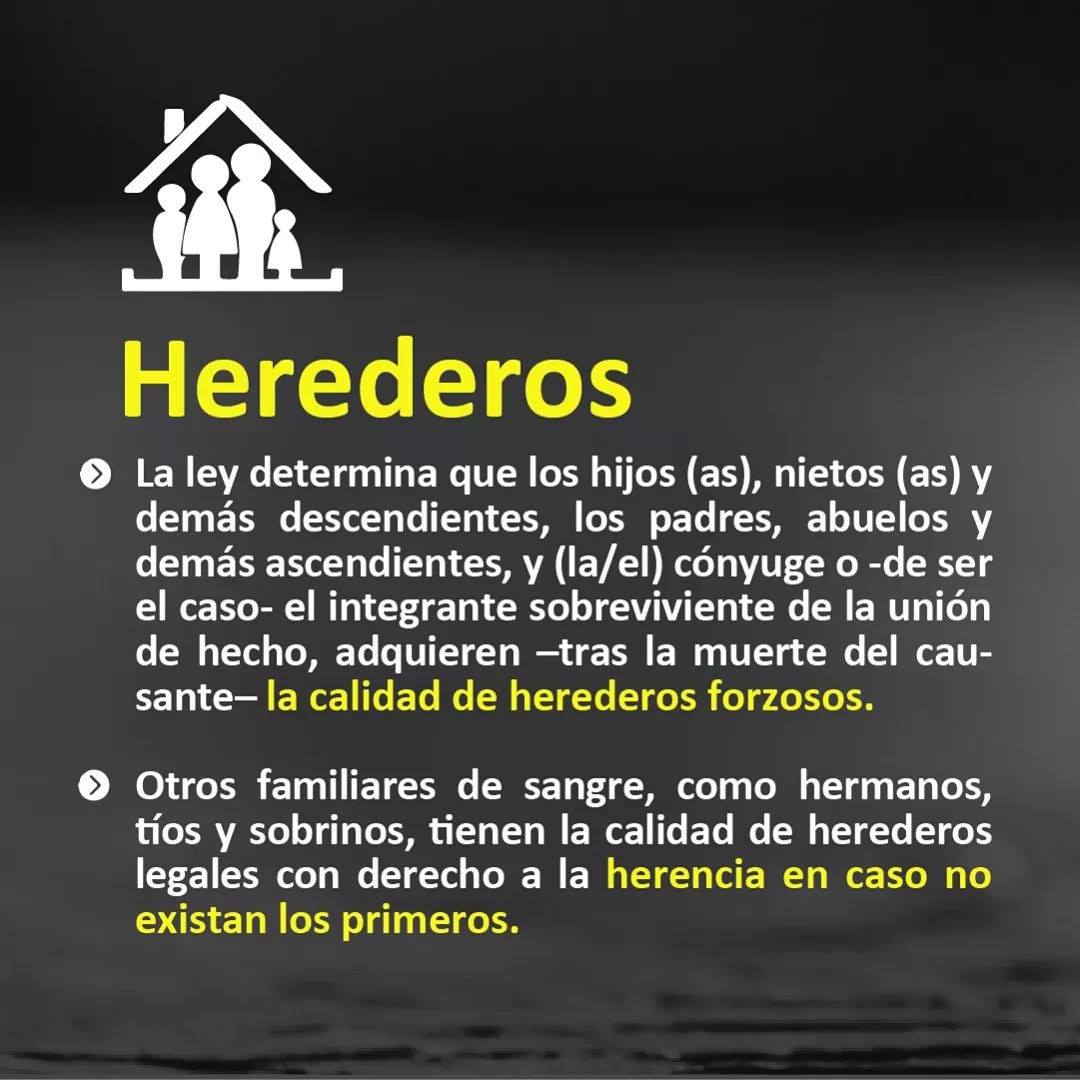 Herederos
La ley determina que los hijos (as), nietos (as) y
demás descendientes, los padres, abuelos y
demás ascendientes, y (la/el) cónyuge o -de ser
el caso- el integrante sobreviviente de la unión
de hecho, adquieren –tras la muerte del cau-
sante– la calidad de herederos forzosos.
Otros familiares de sangre, como hermanos,
tíos y sobrinos, tienen la calidad de herederos
legales con derecho a la herencia en caso no
existan los primeros.